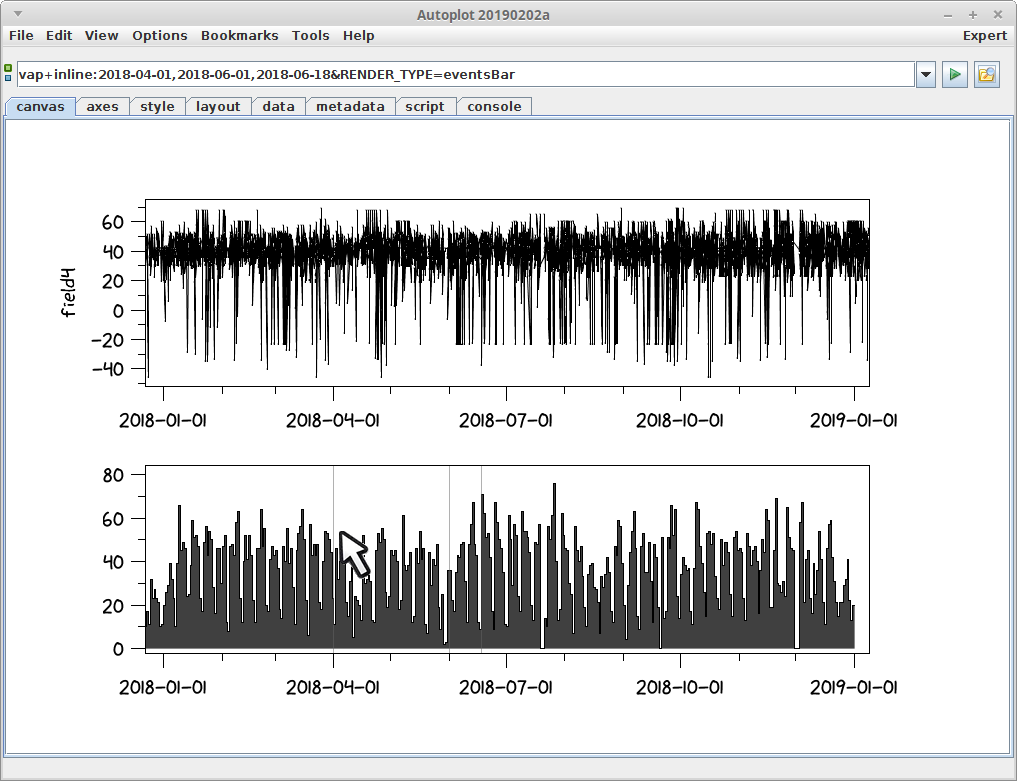 Autoplot 20190202a
File Edit View Options Bookmarks Tools Help Expert
vap+inline:2018-04-01,2018-06-01,2018-06-18&RENDER_TYPE=eventsBar
canvas axes style layout data metadata script console
60
40
20
0
-20
-40
field4
2018-01-01 2018-04-01 2018-07-01 2018-10-01 2019-01-01
80
60
40
20
0
2018-01-01 2018-04-01 2018-07-01 2018-10-01 2019-01-01